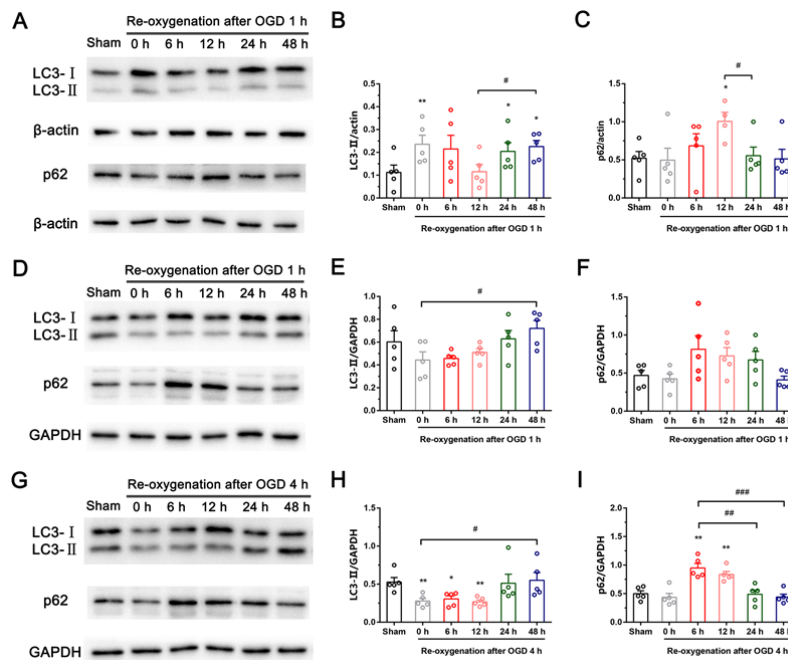 A
Re-oxygenation after OGD 1 h
Sham 0 h 6 h 12 h 24 h 48 h
LC3-Ⅰ
LC3-Ⅱ
β-actin
p62
β-actin
B
LC3-Ⅱ/actin
0.5
0.4
0.3
0.2
0.1
0.0
** # * *
Sham 0 h 6 h 12 h 24 h 48 h
Re-oxygenation after OGD 1 h
C
p62/actin
1.5
1.0
0.5
0.0
* #
Sham 0 h 6 h 12 h 24 h 48 h
Re-oxygenation after OGD 1 h
D
Re-oxygenation after OGD 1 h
Sham 0 h 6 h 12 h 24 h 48 h
LC3-Ⅰ
LC3-Ⅱ
p62
GAPDH
E
LC3-Ⅱ/GAPDH
1.0
0.8
0.6
0.4
0.2
0.0
#
Sham 0 h 6 h 12 h 24 h 48 h
Re-oxygenation after OGD 1 h
F
p62/GAPDH
2.0
1.5
1.0
0.5
0.0
Sham 0 h 6 h 12 h 24 h 48 h
Re-oxygenation after OGD 1 h
G
Re-oxygenation after OGD 4 h
Sham 0 h 6 h 12 h 24 h 48 h
LC3-Ⅰ
LC3-Ⅱ
p62
GAPDH
H
LC3-Ⅱ/GAPDH
1.5
1.0
0.5
0.0
#
** * **
Sham 0 h 6 h 12 h 24 h 48 h
Re-oxygenation after OGD 4 h
I
p62/GAPDH
2.0
1.5
1.0
0.5
0.0
###
##
** **
Sham 0 h 6 h 12 h 24 h 48 h
Re-oxygenation after OGD 4 h